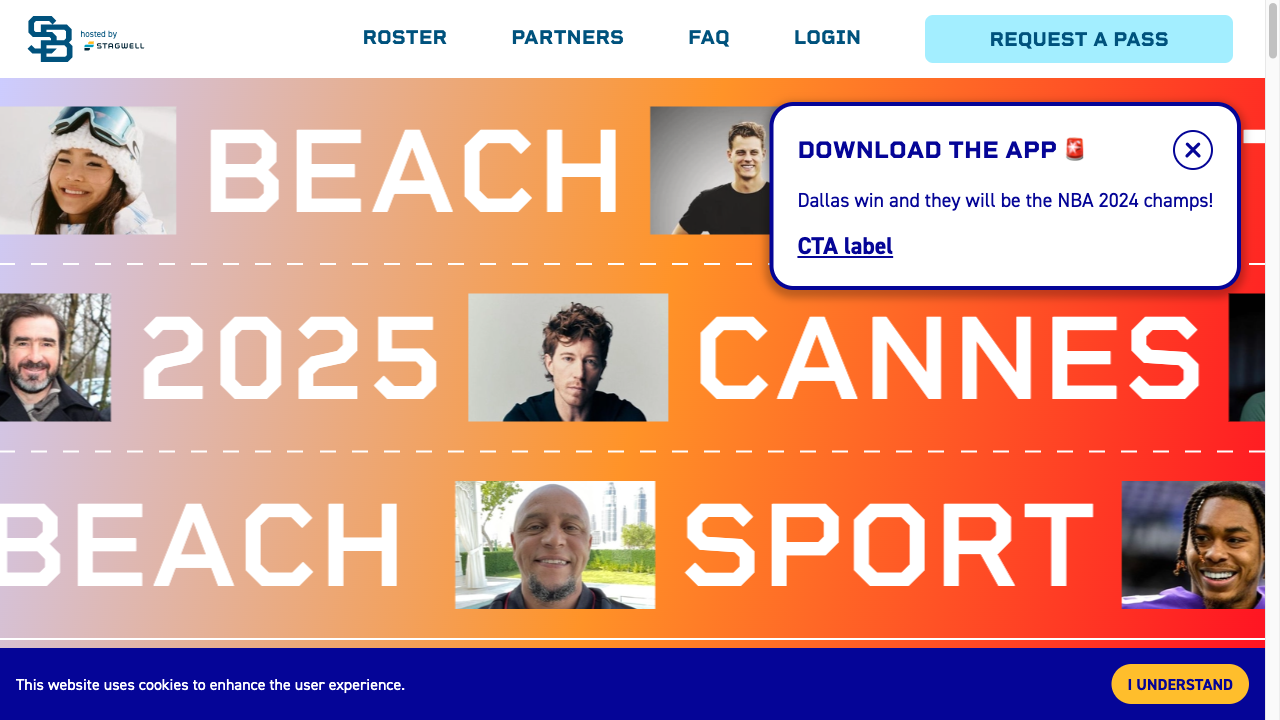 SB hosted by
STAGWELL
ROSTER
PARTNERS
FAQ
LOGIN
REQUEST A PASS
BEACH
DOWNLOAD THE APP 🚨
Dallas win and they will be the NBA 2024 champs!
CTA label
2025
CANNES
BEACH
SPORT
This website uses cookies to enhance the user experience.
I UNDERSTAND